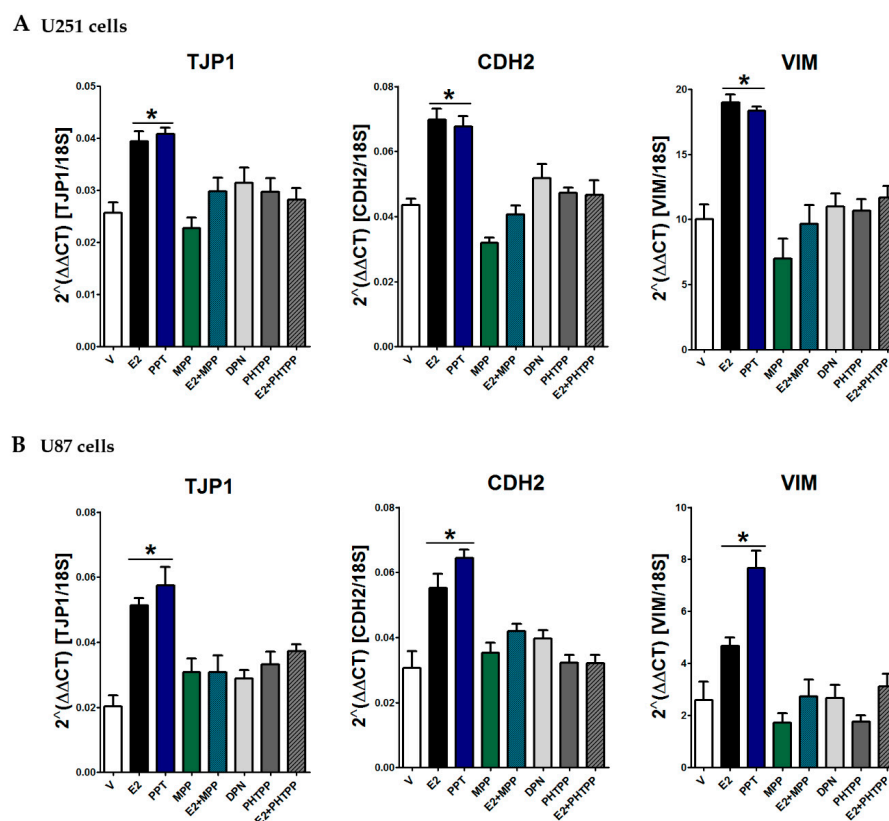 A U251 cells
TJP1
CDH2
VIM
2^(ΔΔCT) [TJP1/18S]
0.05
0.04
0.03
0.02
0.01
0.00
*
V
E2
PPT
MPP
E2+MPP
DPN
PHTPP
E2+PHTPP
2^(ΔΔCT) [CDH2/18S]
0.08
0.06
0.04
0.02
0.00
*
V
E2
PPT
MPP
E2+MPP
DPN
PHTPP
E2+PHTPP
2^(ΔΔCT) [VIM/18S]
20
15
10
5
0
*
V
E2
PPT
MPP
E2+MPP
DPN
PHTPP
E2+PHTPP
B U87 cells
TJP1
CDH2
VIM
2^(ΔΔCT) [TJP1/18S]
0.08
0.06
0.04
0.02
0.00
*
V
E2
PPT
MPP
E2+MPP
DPN
PHTPP
E2+PHTPP
2^(ΔΔCT) [CDH2/18S]
0.08
0.06
0.04
0.02
0.00
*
V
E2
PPT
MPP
E2+MPP
DPN
PHTPP
E2+PHTPP
2^(ΔΔCT) [VIM/18S]
10
8
6
4
2
0
*
V
E2
PPT
MPP
E2+MPP
DPN
PHTPP
E2+PHTPP